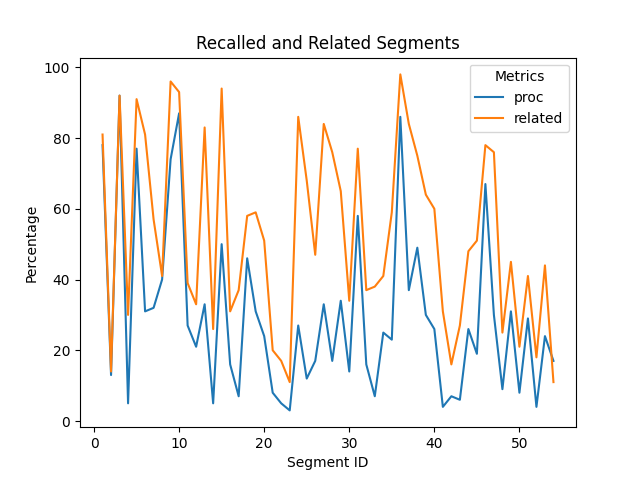 Recalled and Related Segments
Metrics
proc
related
Percentage
100
80
60
40
20
0
0 10 20 30 40 50
Segment ID